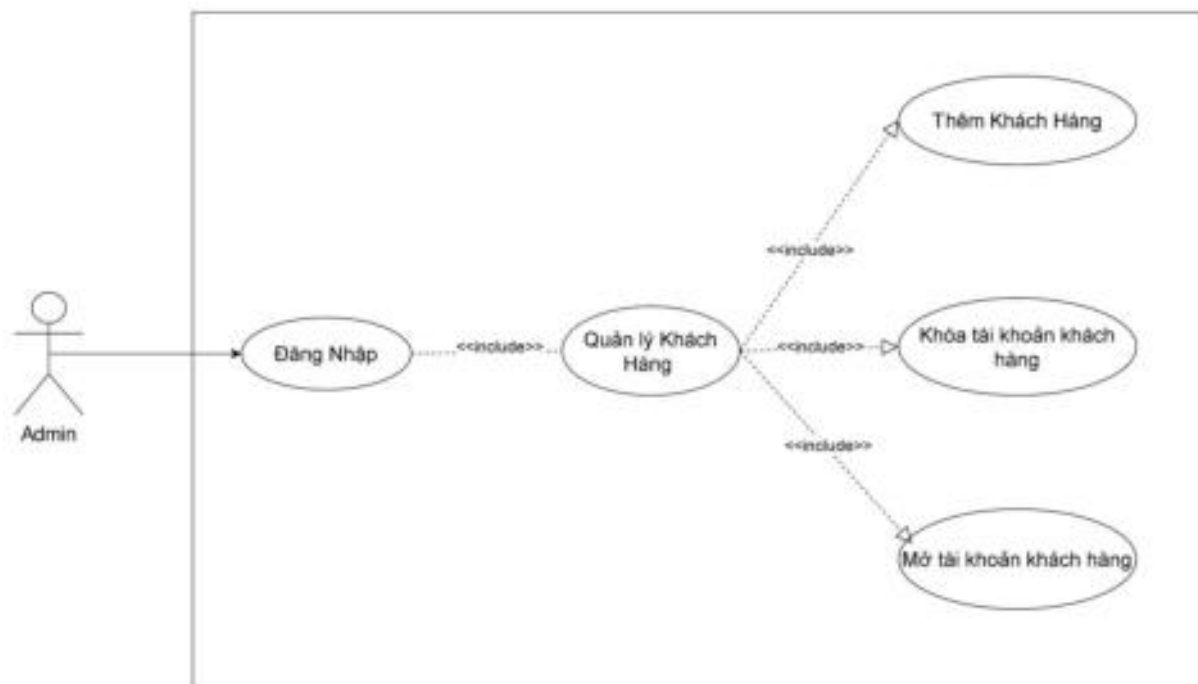 Thêm Khách Hàng
<<include>>
Đăng Nhập
<<include>>
Quản lý Khách
Hàng
<<include>>
Khóa tài khoản khách
hàng
Admin
<<include>>
Mở tài khoản khách hàng